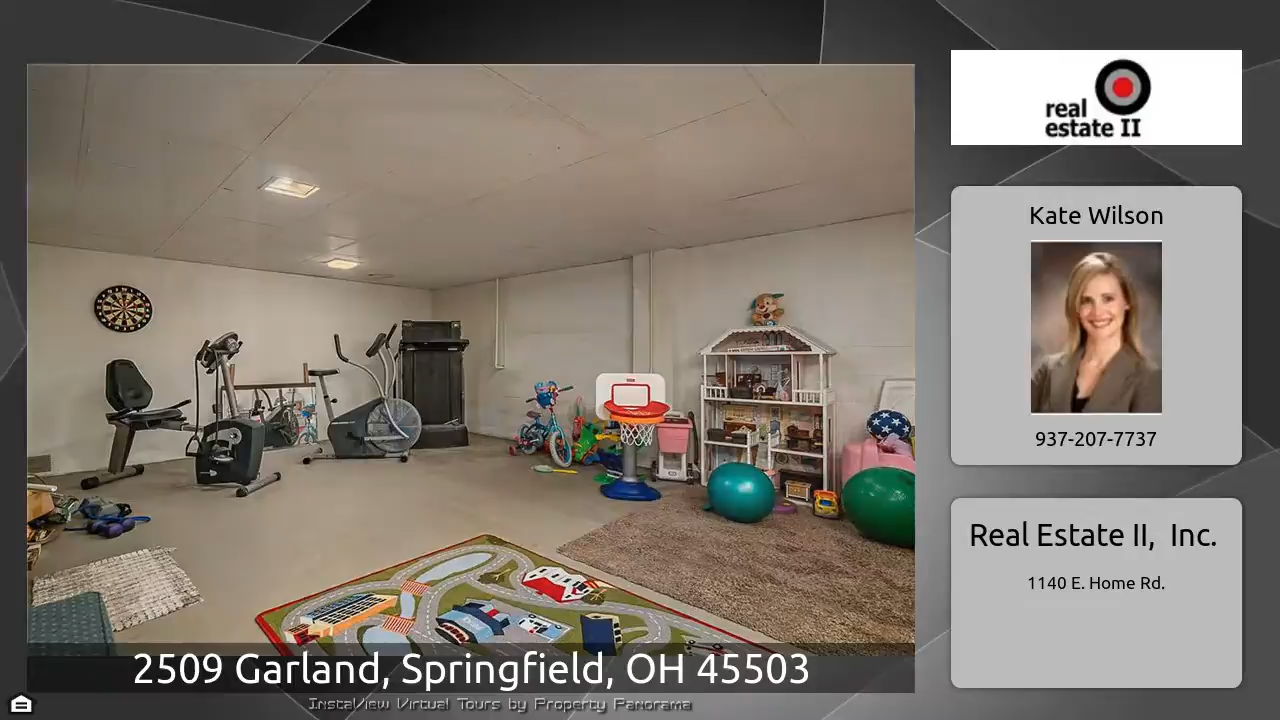 real
estate II
Kate Wilson
937-207-7737
Real Estate II, Inc.
1140 E. Home Rd.
2509 Garland, Springfield, OH 45503
InstaView Virtual Tours by Property Panorama